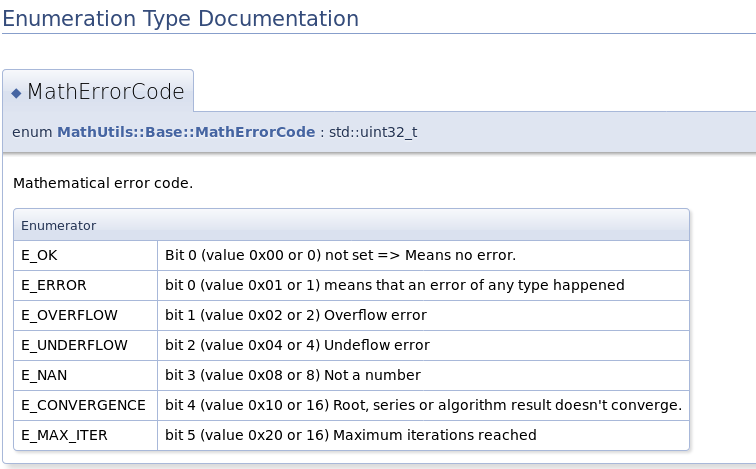 Enumeration Type Documentation
MathErrorCode
enum MathUtils::Base::MathErrorCode : std::uint32_t
Mathematical error code.
Enumerator
E_OK Bit 0 (value 0x00 or 0) not set => Means no error.
E_ERROR bit 0 (value 0x01 or 1) means that an error of any type happened
E_OVERFLOW bit 1 (value 0x02 or 2) Overflow error
E_UNDERFLOW bit 2 (value 0x04 or 4) Undeflow error
E_NAN bit 3 (value 0x08 or 8) Not a number
E_CONVERGENCE bit 4 (value 0x10 or 16) Root, series or algorithm result doesn't converge.
E_MAX_ITER bit 5 (value 0x20 or 16) Maximum iterations reached